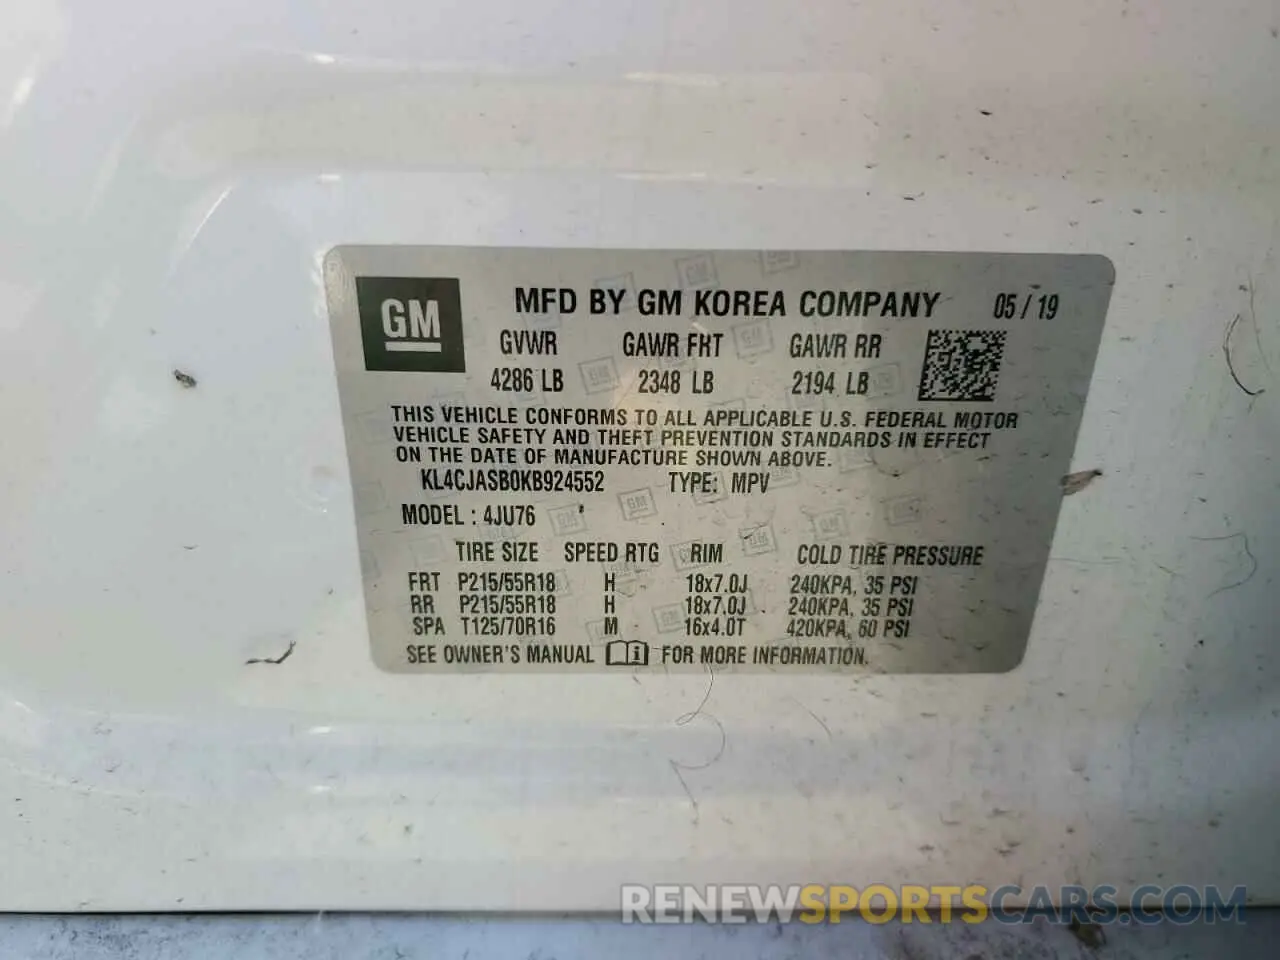 GM
MFD BY GM KOREA COMPANY 05 / 19
GVWR GAWR FHT GAWR RR
4286 LB 2348 LB 2194 LB
THIS VEHICLE CONFORMS TO ALL APPLICABLE U.S. FEDERAL MOTOR
VEHICLE SAFETY AND THEFT PREVENTION STANDARDS IN EFFECT
ON THE DATE OF MANUFACTURE SHOWN ABOVE.
KL4CJASB0KB924552 TYPE: MPV
MODEL : 4JU76
TIRE SIZE SPEED RTG RIM COLD TIRE PRESSURE
FRT P215/55R18 H 18x7.0J 240KPA, 35 PSI
RR P215/55R18 H 18x7.0J 240KPA, 35 PSI
SPA T125/70R16 M 16x4.0T 420KPA, 60 PSI
SEE OWNER'S MANUAL FOR MORE INFORMATION.
RENEWSPORTSCARS.COM